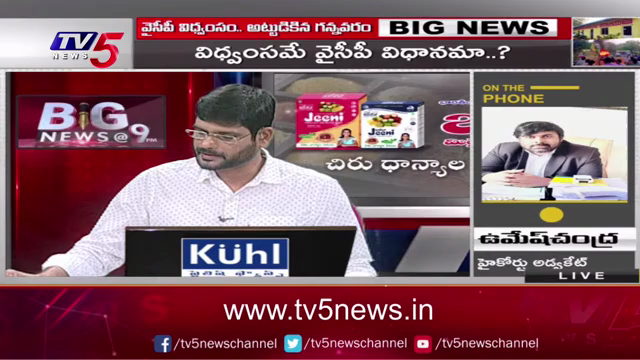 వైసీపీ విధ్వంసం.. అట్టుడికిన గన్నవరం
BIG NEWS
TV5
NEWS
విధ్వంసమే వైసీపీ విధానమా..?
ON THE
PHONE
BIG
NEWS@9
PM
Jeeni
Jeeni
చిరు ధాన్యాల
Kühl
ఉమేష్‌చంద్ర
హైకోర్టు అడ్వకేట్
LIVE
www.tv5news.in
/tv5newschannel
/tv5newschannel
/tv5newschannel